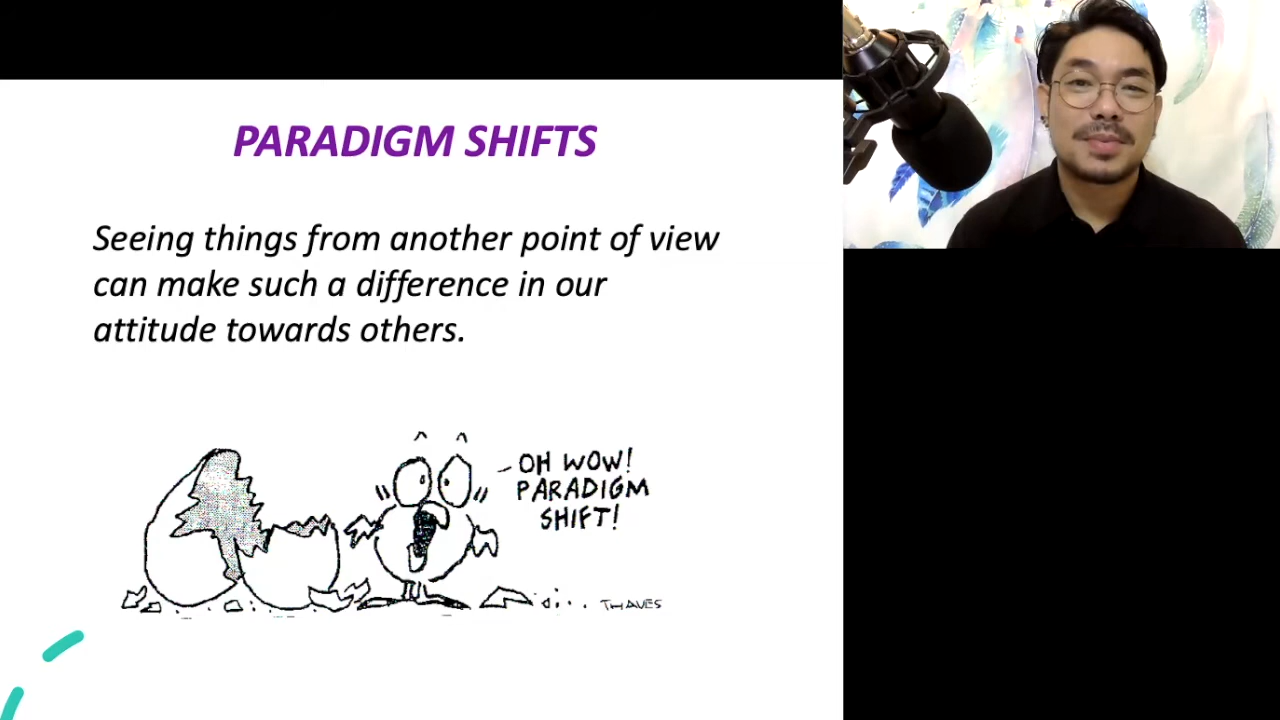 PARADIGM SHIFTS
Seeing things from another point of view
can make such a difference in our
attitude towards others.
OH WOW!
PARADIGM
SHIFT!
THAVES